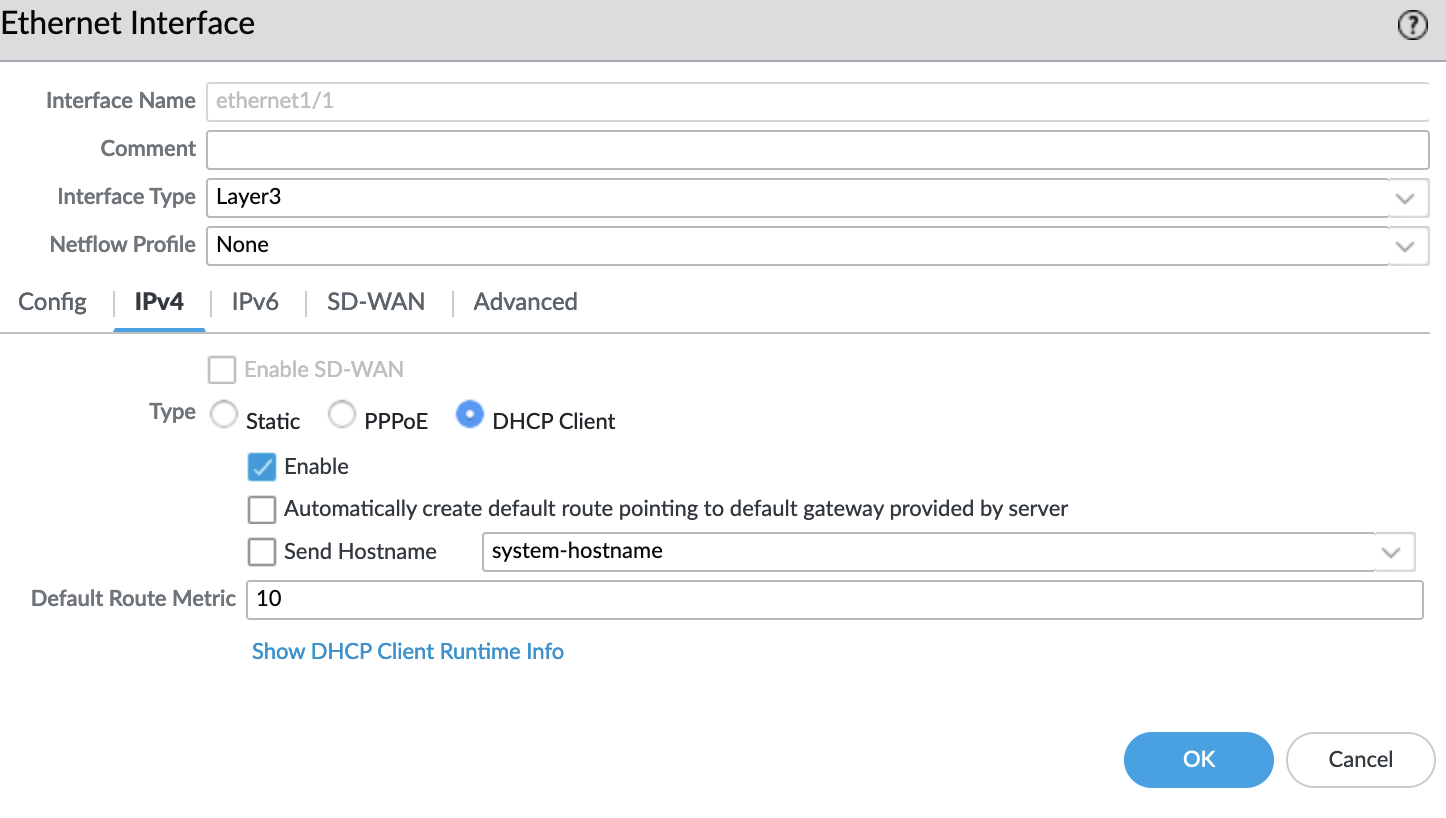 Ethernet Interface
?
Interface Name ethernet1/1
Comment
Interface Type Layer3
Netflow Profile None
Config IPv4 IPv6 SD-WAN Advanced
Enable SD-WAN
Type Static PPPoE DHCP Client
Enable
Automatically create default route pointing to default gateway provided by server
Send Hostname system-hostname
Default Route Metric 10
Show DHCP Client Runtime Info
OK Cancel